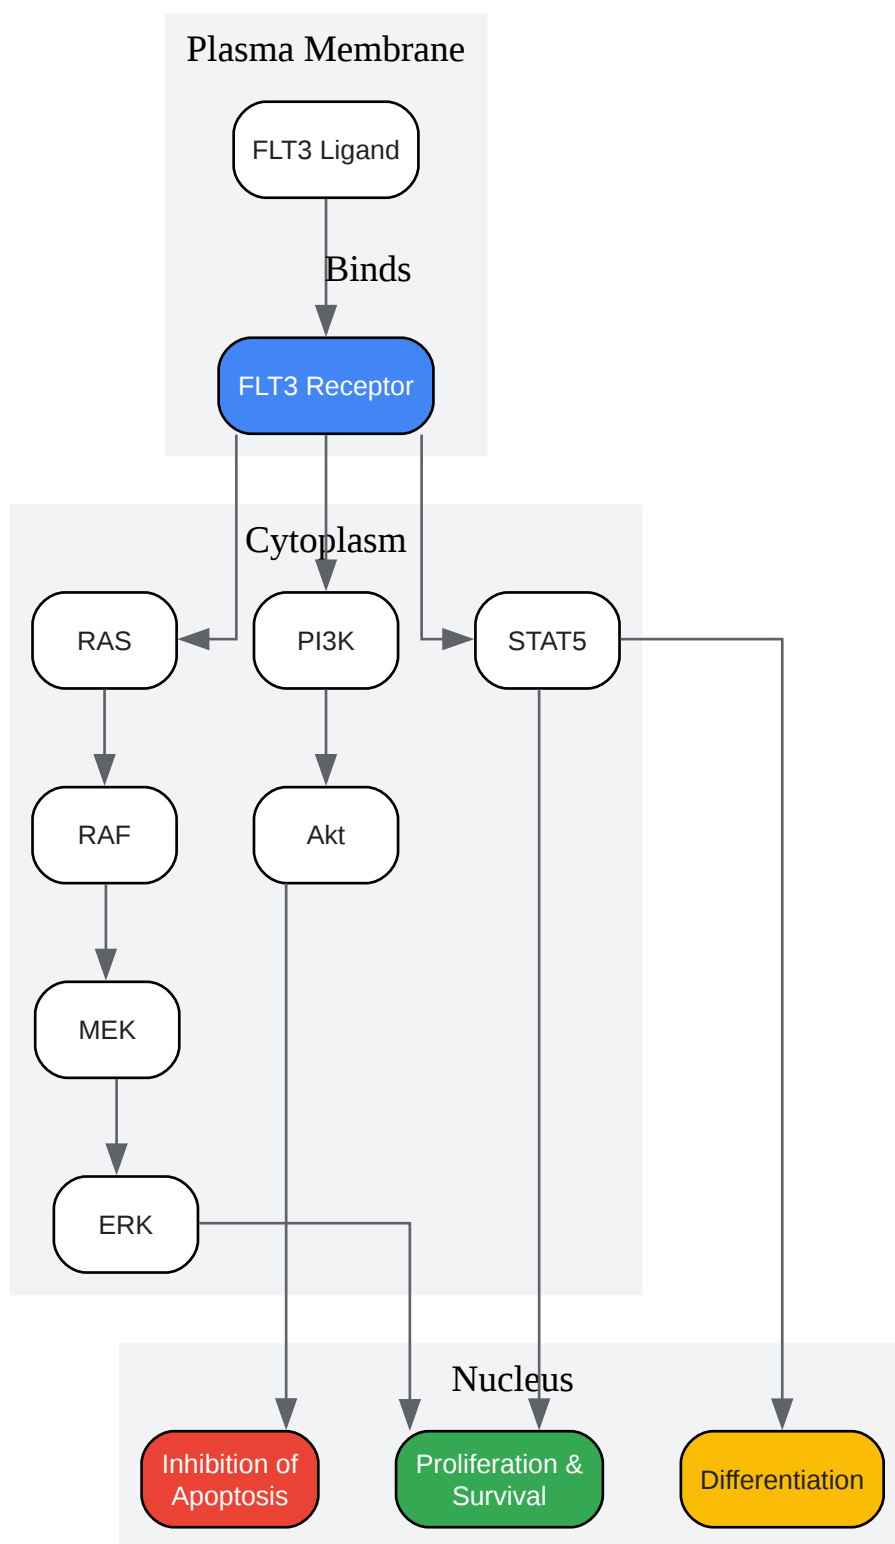 Plasma Membrane
FLT3 Ligand
Binds
FLT3 Receptor
Cytoplasm
RAS
PI3K
STAT5
RAF
Akt
MEK
ERK
Nucleus
Inhibition of
Apoptosis
Proliferation &
Survival
Differentiation